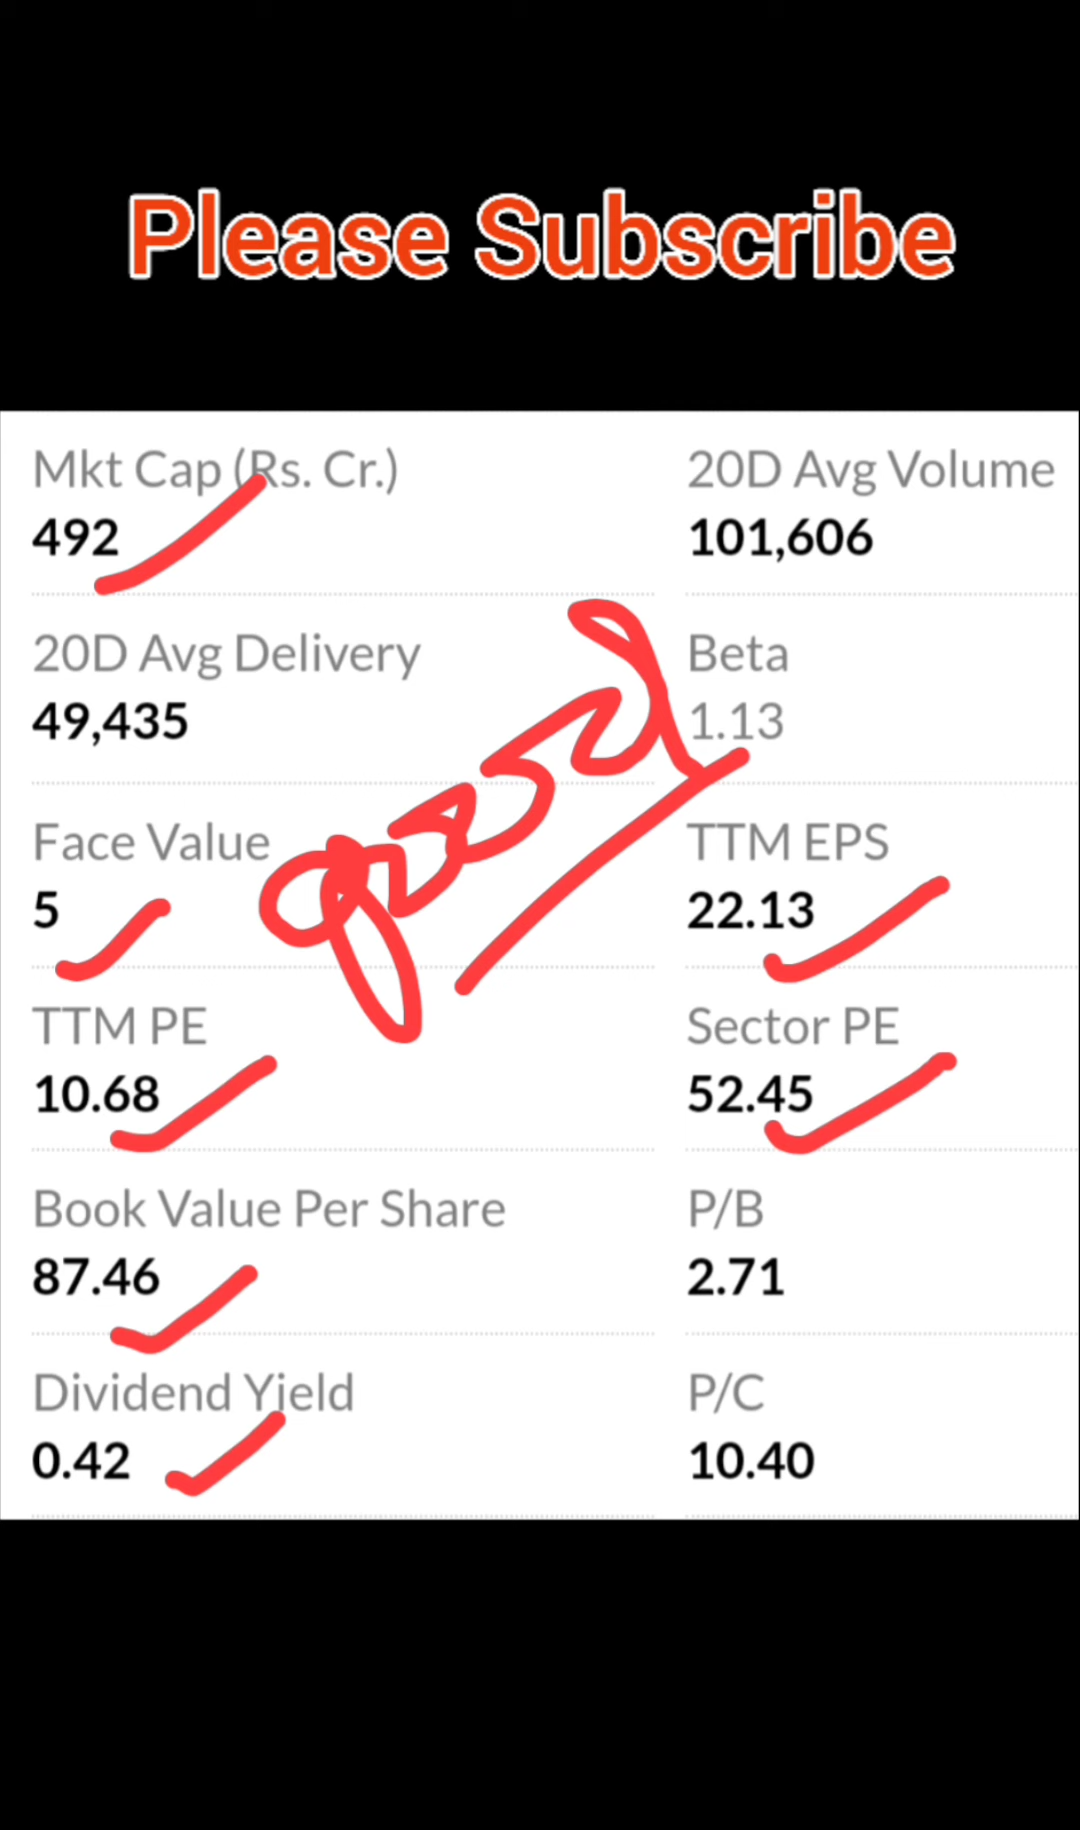 Please Subscribe
Mkt Cap (Rs. Cr.)
492
20D Avg Volume
101,606
20D Avg Delivery
49,435
Beta
1.13
good
Face Value
5
TTM EPS
22.13
TTM PE
10.68
Sector PE
52.45
Book Value Per Share
87.46
P/B
2.71
Dividend Yield
0.42
P/C
10.40